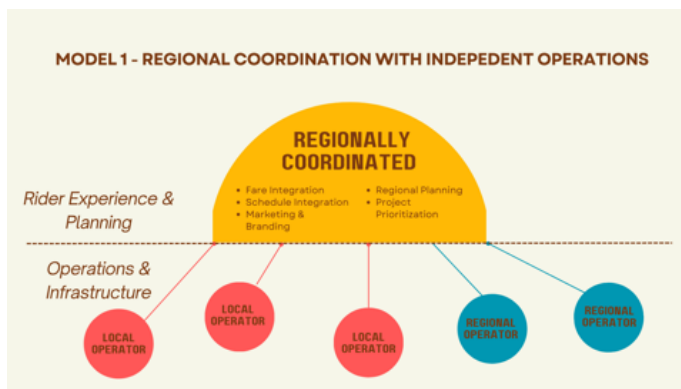 MODEL 1 - REGIONAL COORDINATION WITH INDEPEDENT OPERATIONS
REGIONALLY
COORDINATED
• Fare Integration
• Schedule Integration
• Marketing &
Branding
• Regional Planning
• Project
Prioritization
Rider Experience &
Planning
Operations &
Infrastructure
LOCAL
OPERATOR
LOCAL
OPERATOR
LOCAL
OPERATOR
REGIONAL
OPERATOR
REGIONAL
OPERATOR